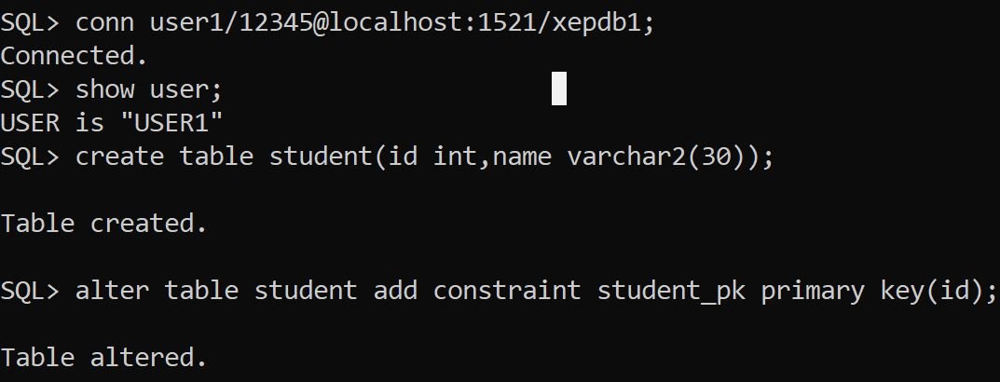 SQL> conn user1/12345@localhost:1521/xepdb1;
Connected.
SQL> show user;
USER is "USER1"
SQL> create table student(id int,name varchar2(30));
Table created.
SQL> alter table student add constraint student_pk primary key(id);
Table altered.